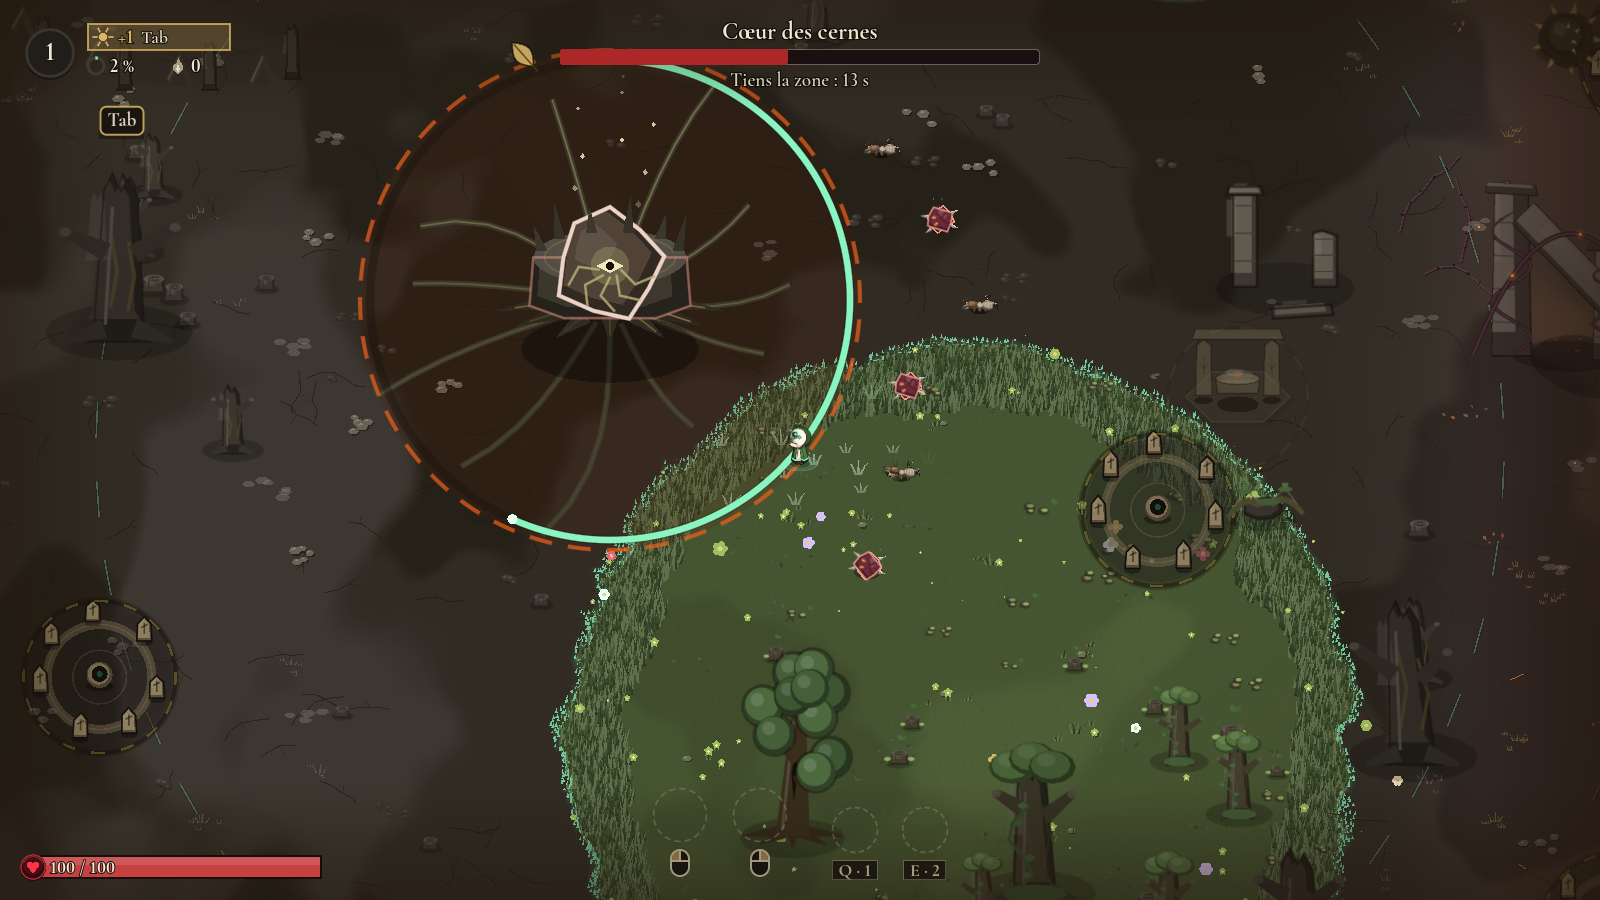 Cœur des cernes
Tiens la zone : 13 s
1
+1 Tab
2 %
0
Tab
100 / 100
Q · 1
E · 2